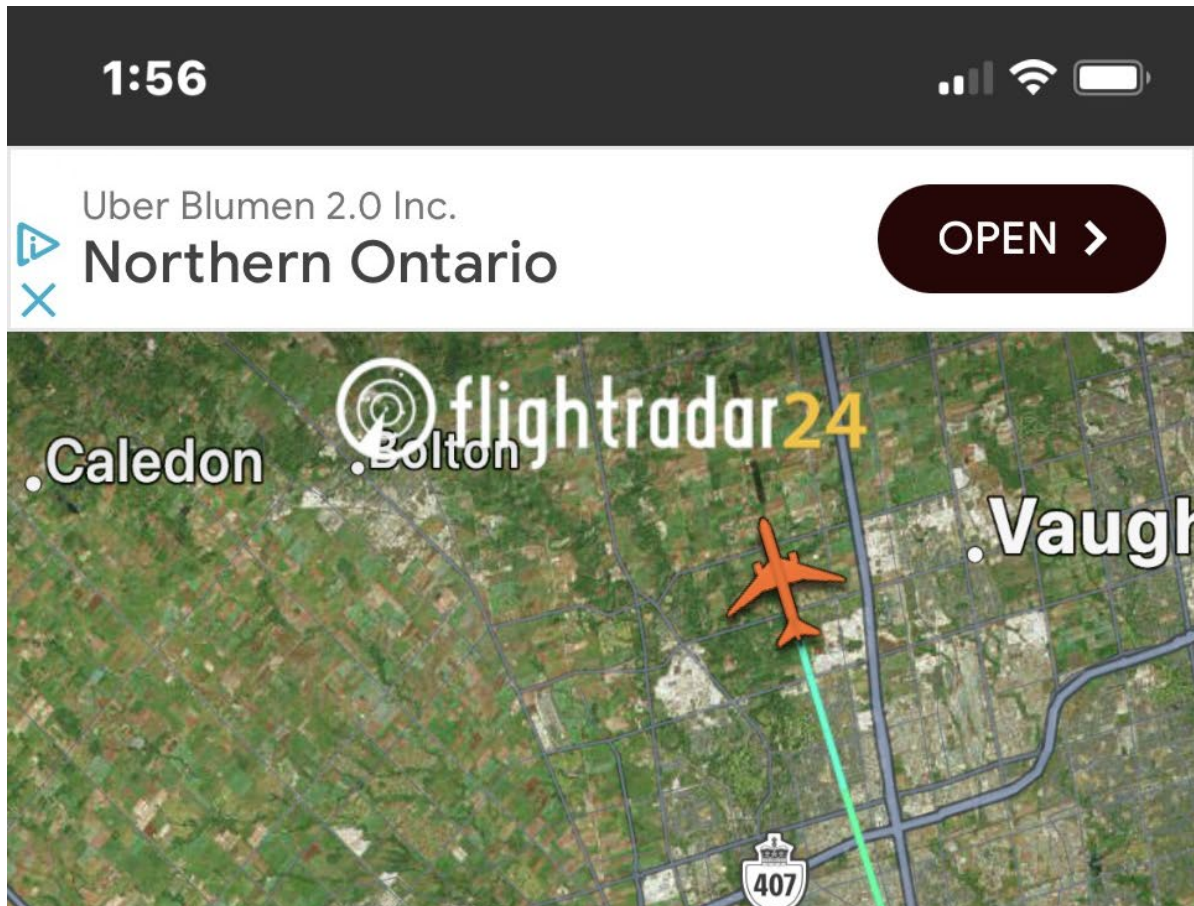 1:56
Uber Blumen 2.0 Inc.
Northern Ontario
OPEN
flightradar24
Caledon
Bolton
Vaugh
407